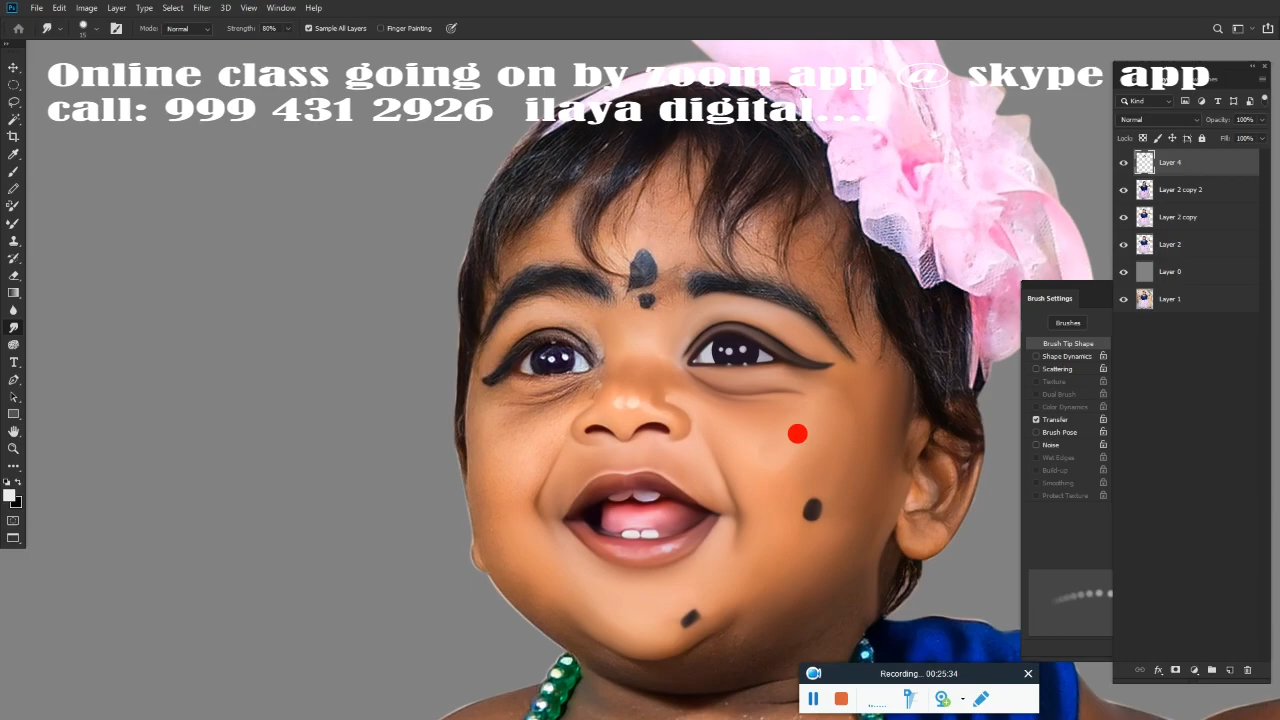 File Edit Image Layer Type Select Filter 3D View Window Help
15 Mode: Normal Strength: 80% Sample All Layers Finger Painting
Online class going on by zoom app @ skype app
call: 999 431 2926 ilaya digital....
Kind
Normal Opacity: 100%
Lock: Fill: 100%
Layer 4
Layer 2 copy 2
Layer 2 copy
Layer 2
Layer 0
Layer 1
Brush Settings
Brushes
Brush Tip Shape
Shape Dynamics
Scattering
Texture
Dual Brush
Color Dynamics
Transfer
Brush Pose
Noise
Wet Edges
Build-up
Smoothing
Protect Texture
Recording... 00:25:34